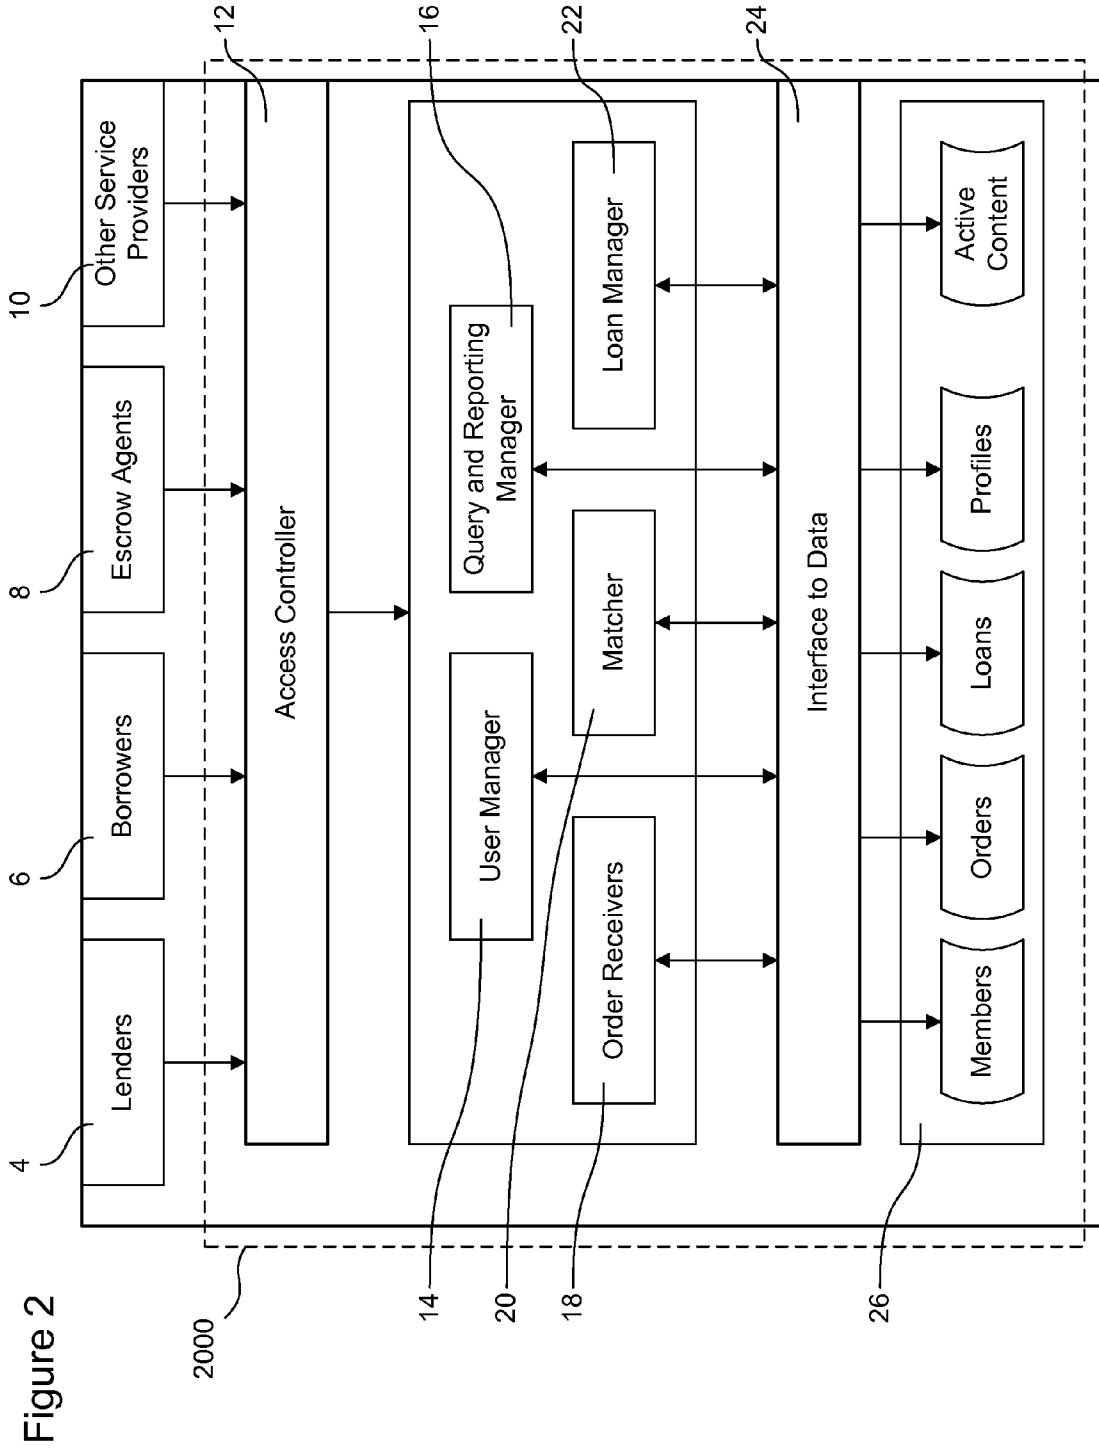 Figure 2
2000
4
6
8
10
Lenders
Borrowers
Escrow Agents
Other Service
Providers
12
Access Controller
14
User Manager
16
Query and Reporting
Manager
18
Order Receivers
20
Matcher
22
Loan Manager
24
Interface to Data
26
Members
Orders
Loans
Profiles
Active
Content